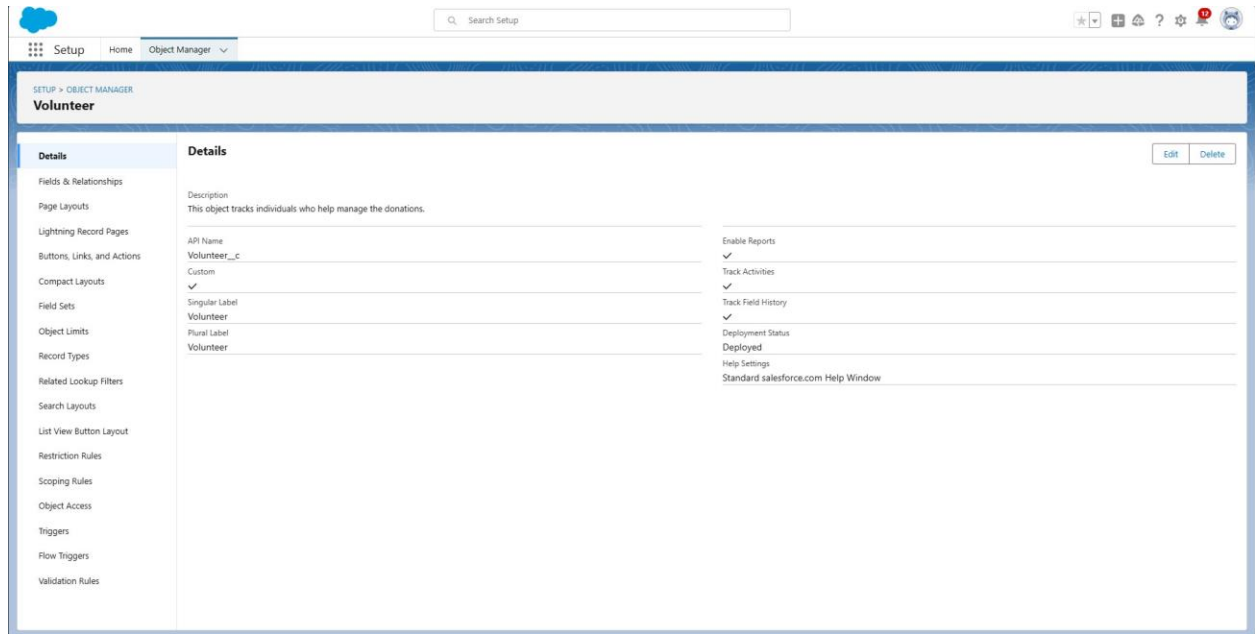 Search Setup
12
Setup
Home
Object Manager
SETUP > OBJECT MANAGER
Volunteer
Details
Fields & Relationships
Page Layouts
Lightning Record Pages
Buttons, Links, and Actions
Compact Layouts
Field Sets
Object Limits
Record Types
Related Lookup Filters
Search Layouts
List View Button Layout
Restriction Rules
Scoping Rules
Object Access
Triggers
Flow Triggers
Validation Rules
Details
Edit
Delete
Description
This object tracks individuals who help manage the donations.
API Name
Volunteer__c
Custom
Singular Label
Volunteer
Plural Label
Volunteer
Enable Reports
Track Activities
Track Field History
Deployment Status
Deployed
Help Settings
Standard salesforce.com Help Window